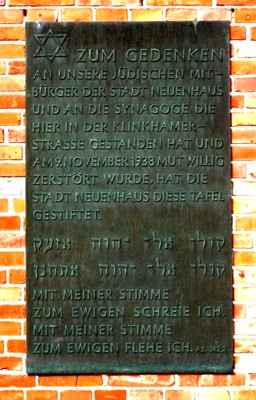 ZUM GEDENKEN
AN UNSERE JÜDISCHEN MIT-
BÜRGER DER STADT NEUENHAUS
UND AN DIE SYNAGOGE DIE
HIER IN DER KLINKHAMER-
STRASSE GESTANDEN HAT UND
AM 9. NOVEMBER 1938 MUTWILLIG
ZERSTÖRT WURDE, HAT DIE
STADT NEUENHAUS DIESE TAFEL
GESTIFTET.
קולי אלי יהוה אזעק
קולי אלי יהוה אתחנן
MIT MEINER STIMME
ZUM EWIGEN SCHREIE ICH.
MIT MEINER STIMME
ZUM EWIGEN FLEHE ICH.